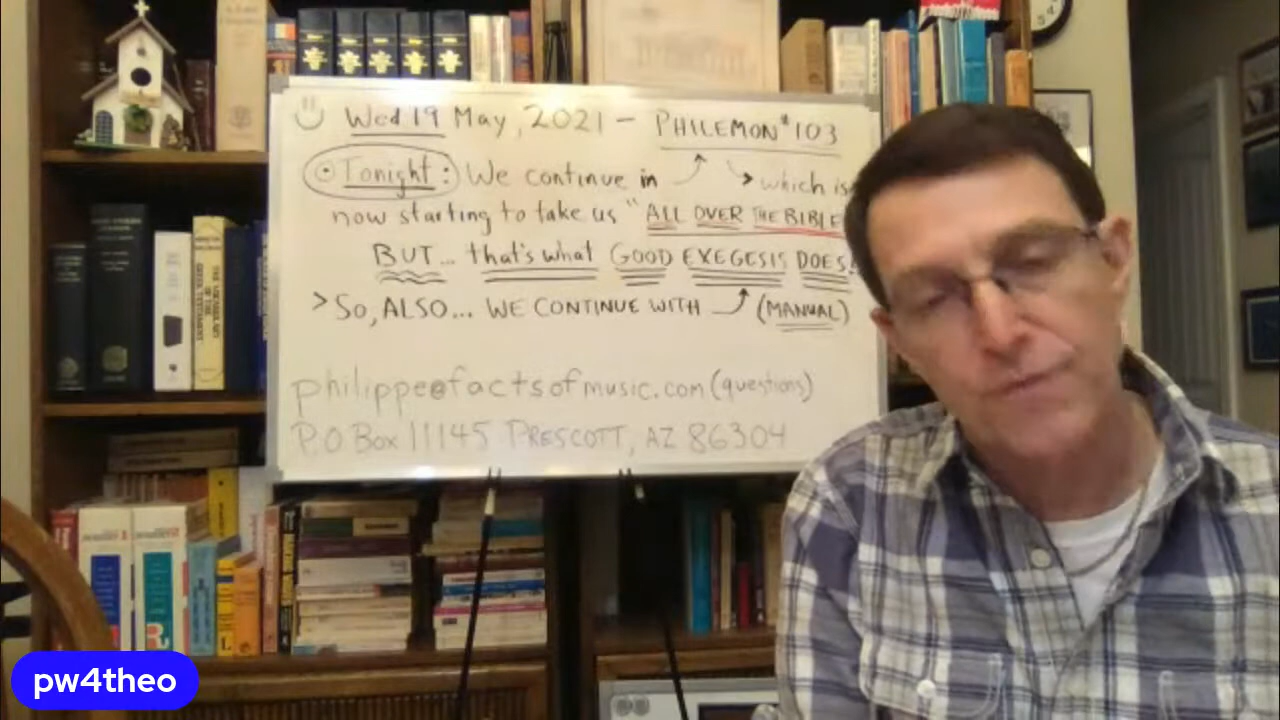 Wed 19 May, 2021 - PHILEMON #103
Tonight: We continue in which is
now starting to take us "ALL OVER THE BIBLE
BUT... that's what GOOD EXEGESIS DOES!
> So, ALSO... WE CONTINUE WITH (MANUAL)
philippe@factsofmusic.com (questions)
P.O Box 11145 PRESCOTT, AZ 86304
pw4theo